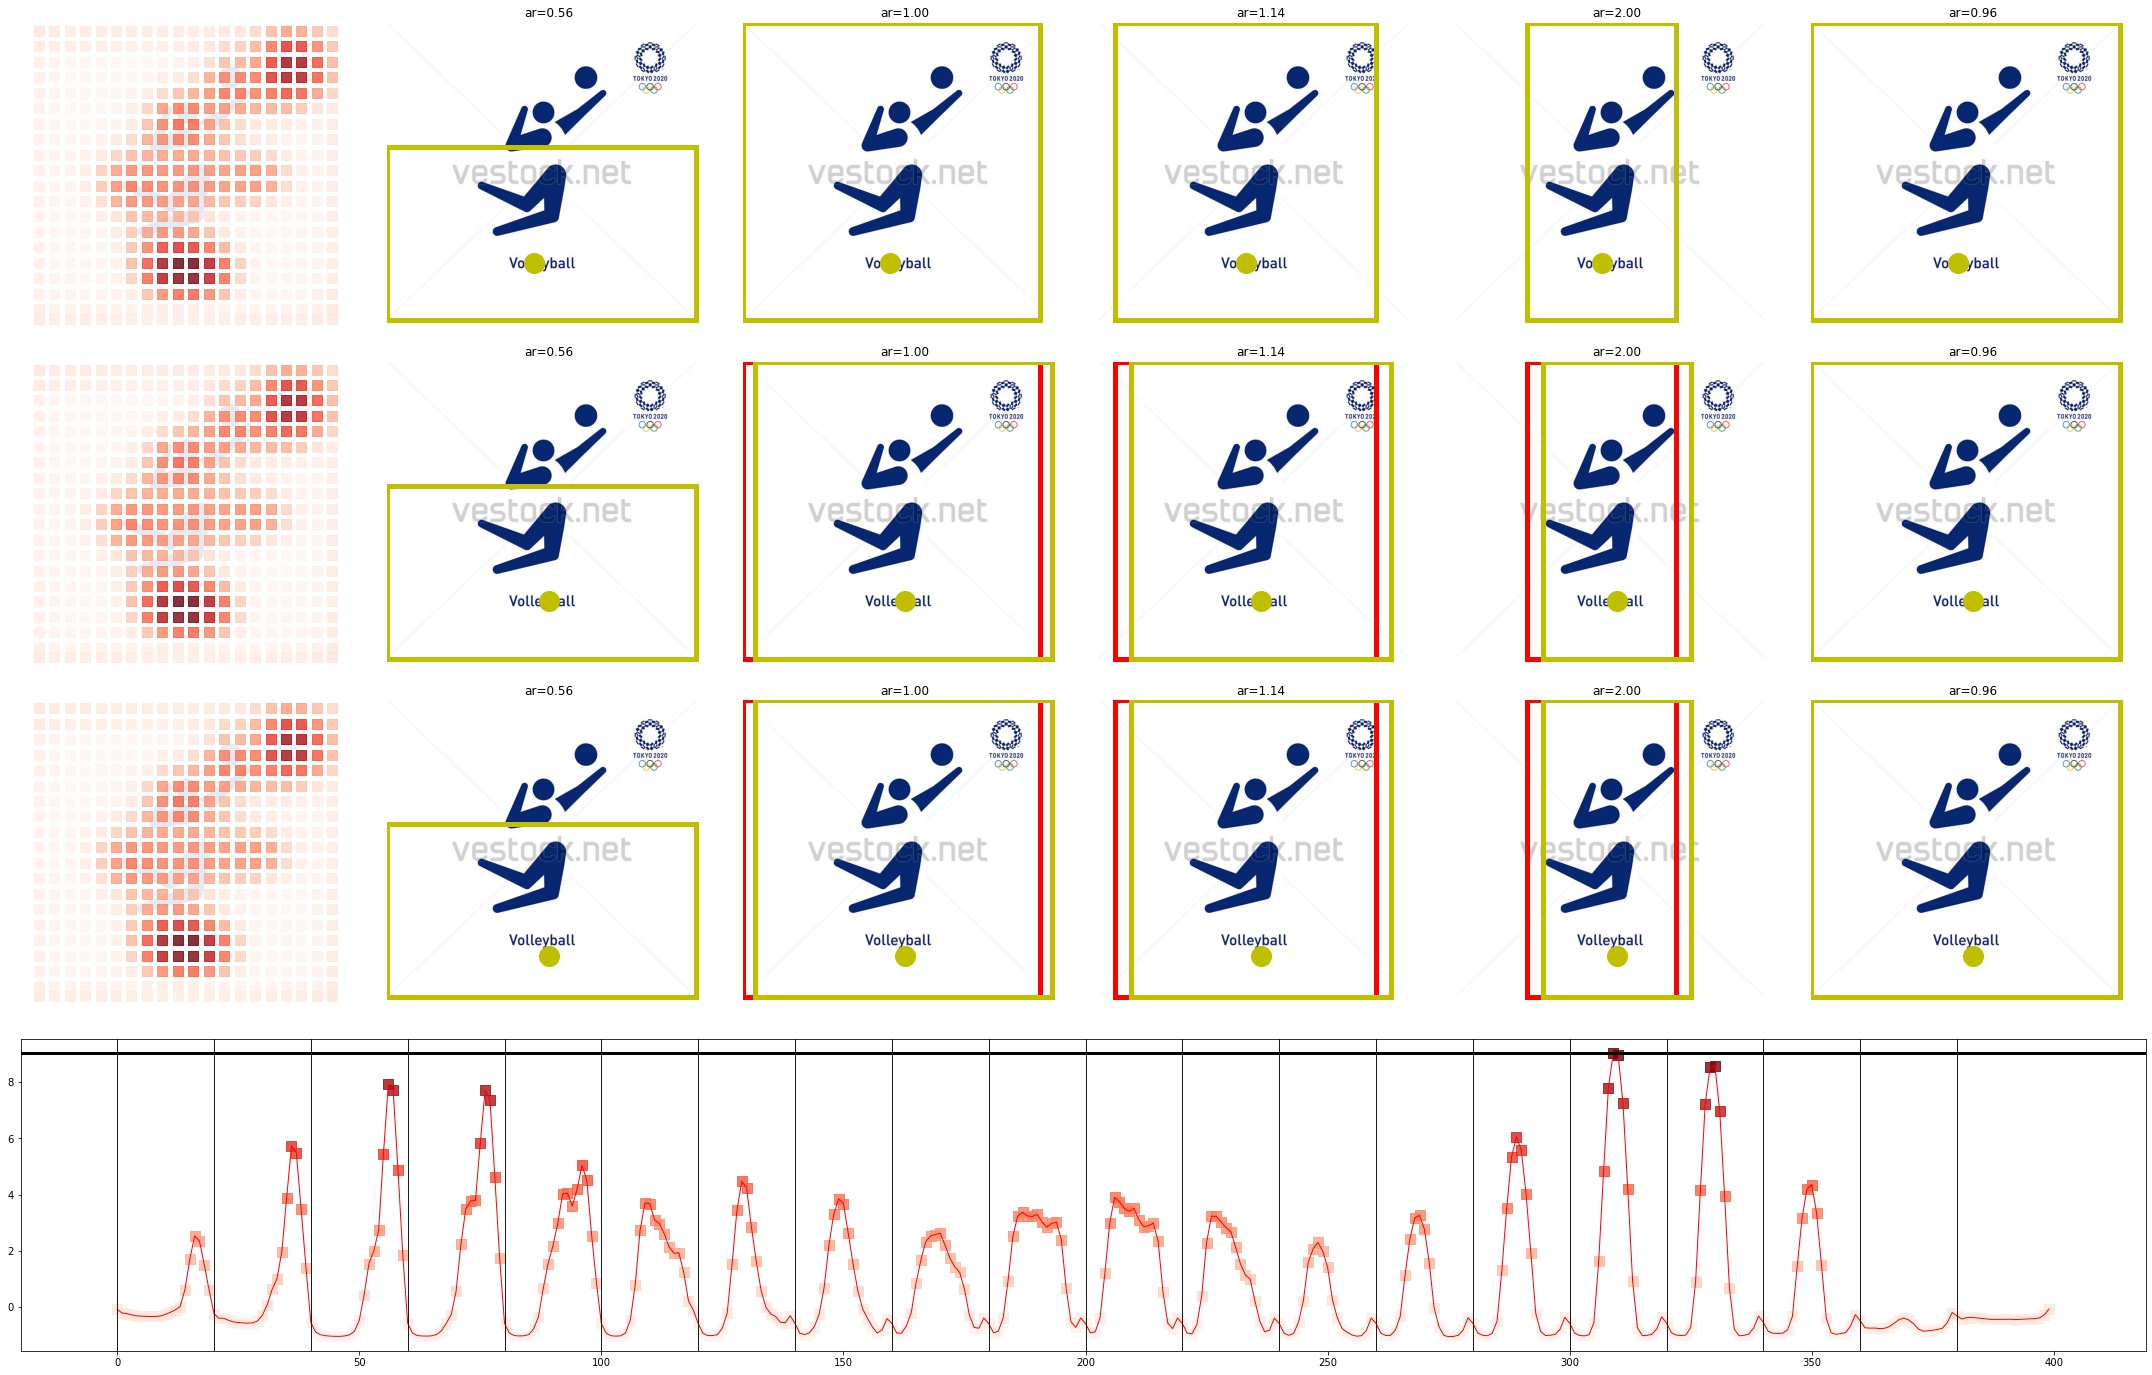 ar=0.56 ar=1.00 ar=1.14 ar=2.00 ar=0.96
TOKYO 2020 TOKYO 2020 TOKYO 2020 TOKYO 2020 TOKYO 2020
vestock.net vestock.net vestock.net vestock.net vestock.net
Vo yball Vo yball Vo yball Vo yball Vo yball
ar=0.56 ar=1.00 ar=1.14 ar=2.00 ar=0.96
TOKYO 2020 TOKYO 2020 TOKYO 2020 TOKYO 2020 TOKYO 2020
vestock.net vestock.net vestock.net vestock.net vestock.net
Volle all Volle all Volle all Volle all Volle all
ar=0.56 ar=1.00 ar=1.14 ar=2.00 ar=0.96
TOKYO 2020 TOKYO 2020 TOKYO 2020 TOKYO 2020 TOKYO 2020
vestock.net vestock.net vestock.net vestock.net vestock.net
Volleyball Volleyball Volleyball Volleyball Volleyball
8
6
4
2
0
0 50 100 150 200 250 300 350 400